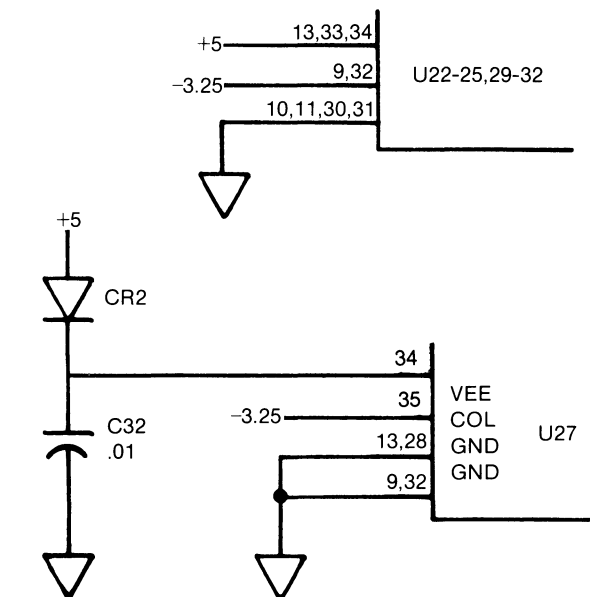 13,33,34
+5
9,32
U22-25,29-32
−3.25
10,11,30,31
+5
CR2
34
VEE
35
C32
−3.25
COL
U27
.01
13,28
GND
9,32
GND